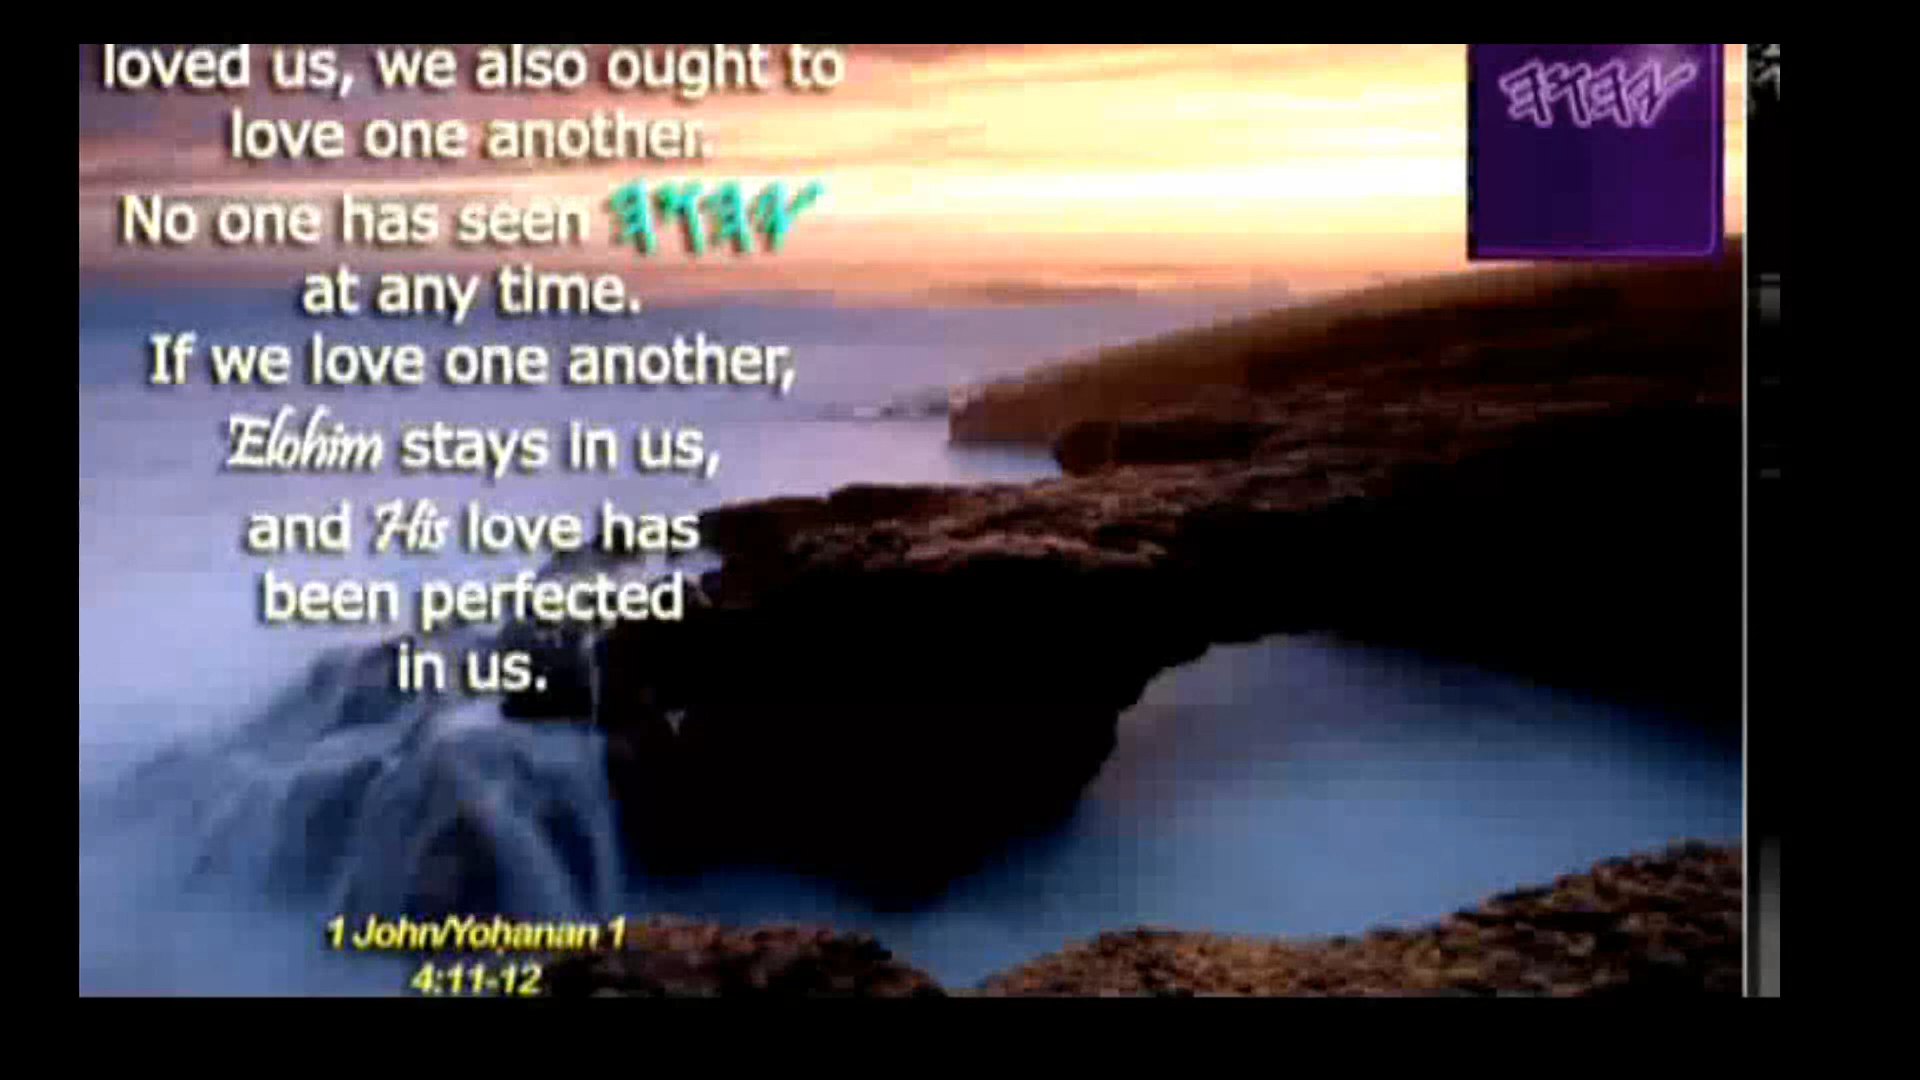 loved us, we also ought to
love one another.
No one has seen 𐤉𐤄𐤅𐤄
at any time.
If we love one another,
Elohim stays in us,
and His love has
been perfected
in us.
1 John/Yohanan 1
4:11-12
𐤉𐤄𐤅𐤄